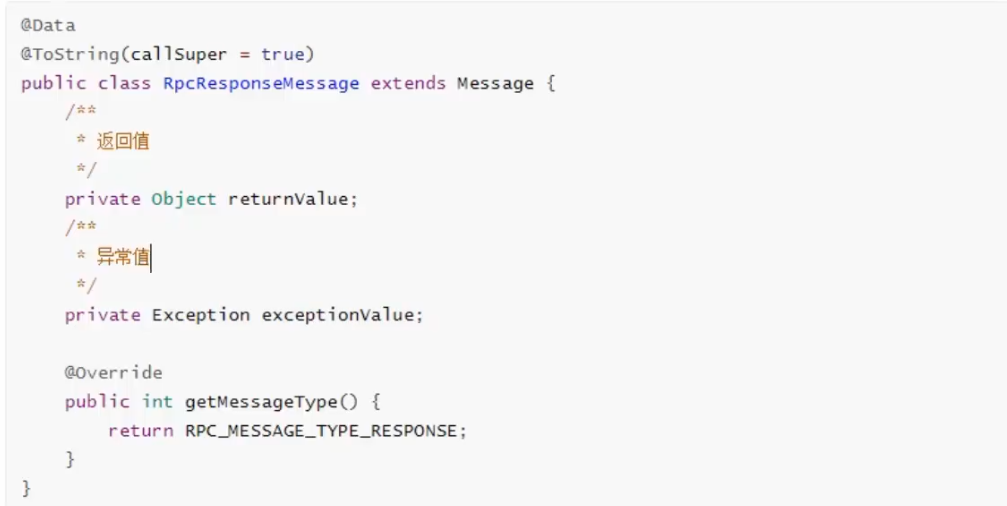 @Data
@ToString(callSuper = true)
public class RpcResponseMessage extends Message {
    /**
     * 返回值
     */
    private Object returnValue;
    /**
     * 异常值
     */
    private Exception exceptionValue;

    @Override
    public int getMessageType() {
        return RPC_MESSAGE_TYPE_RESPONSE;
    }
}